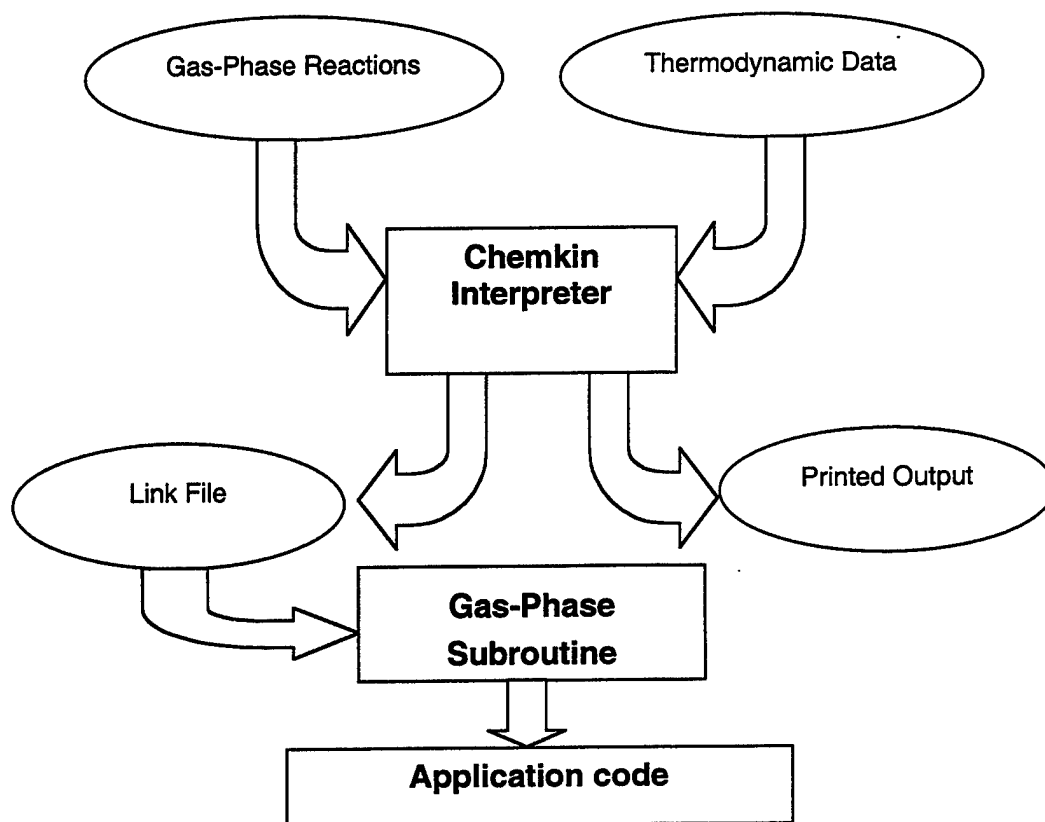 Gas-Phase Reactions
Thermodynamic Data
Chemkin
Interpreter
Link File
Printed Output
Gas-Phase
Subroutine
Application code